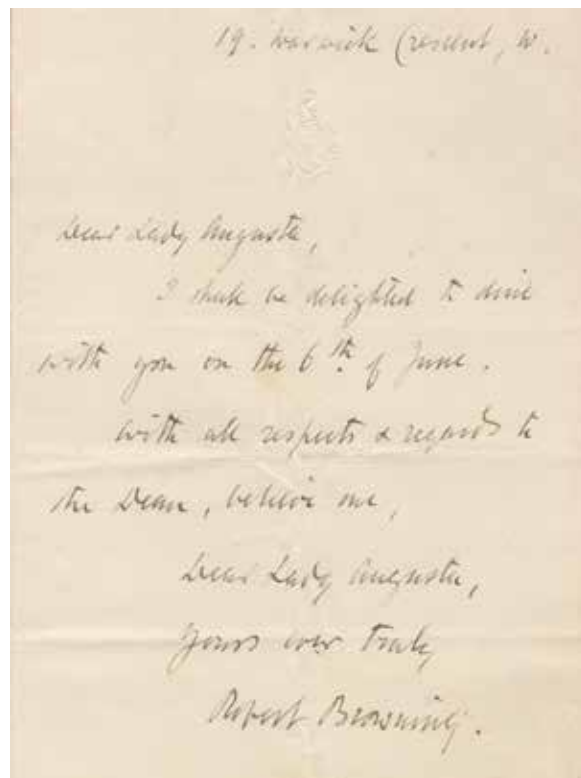 19. Warwick Crescent, W.
Dear Lady Augusta,
I shall be delighted to dine
with you on the 6th. of June.
With all respects & regards to
the Dean, believe me,
Dear Lady Augusta,
Yours ever truly
Robert Browning.